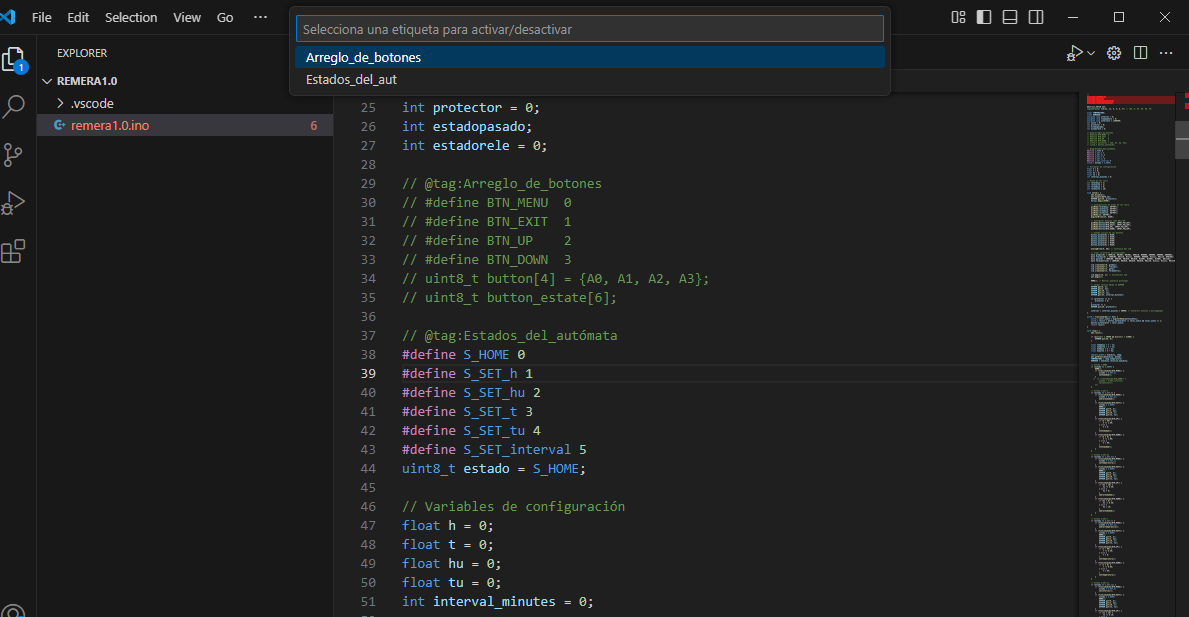 File Edit Selection View Go ···
Selecciona una etiqueta para activar/desactivar
Arreglo_de_botones
Estados_del_aut
1
EXPLORER
REMERA1.0
.vscode
remera1.0.ino 6
25 int protector = 0;
26 int estadopasado;
27 int estadorele = 0;
28
29 // @tag:Arreglo_de_botones
30 // #define BTN_MENU  0
31 // #define BTN_EXIT  1
32 // #define BTN_UP    2
33 // #define BTN_DOWN  3
34 // uint8_t button[4] = {A0, A1, A2, A3};
35 // uint8_t button_estate[6];
36
37 // @tag:Estados_del_autómata
38 #define S_HOME 0
39 #define S_SET_h 1
40 #define S_SET_hu 2
41 #define S_SET_t 3
42 #define S_SET_tu 4
43 #define S_SET_interval 5
44 uint8_t estado = S_HOME;
45
46 // Variables de configuración
47 float h = 0;
48 float t = 0;
49 float hu = 0;
50 float tu = 0;
51 int interval_minutes = 0;